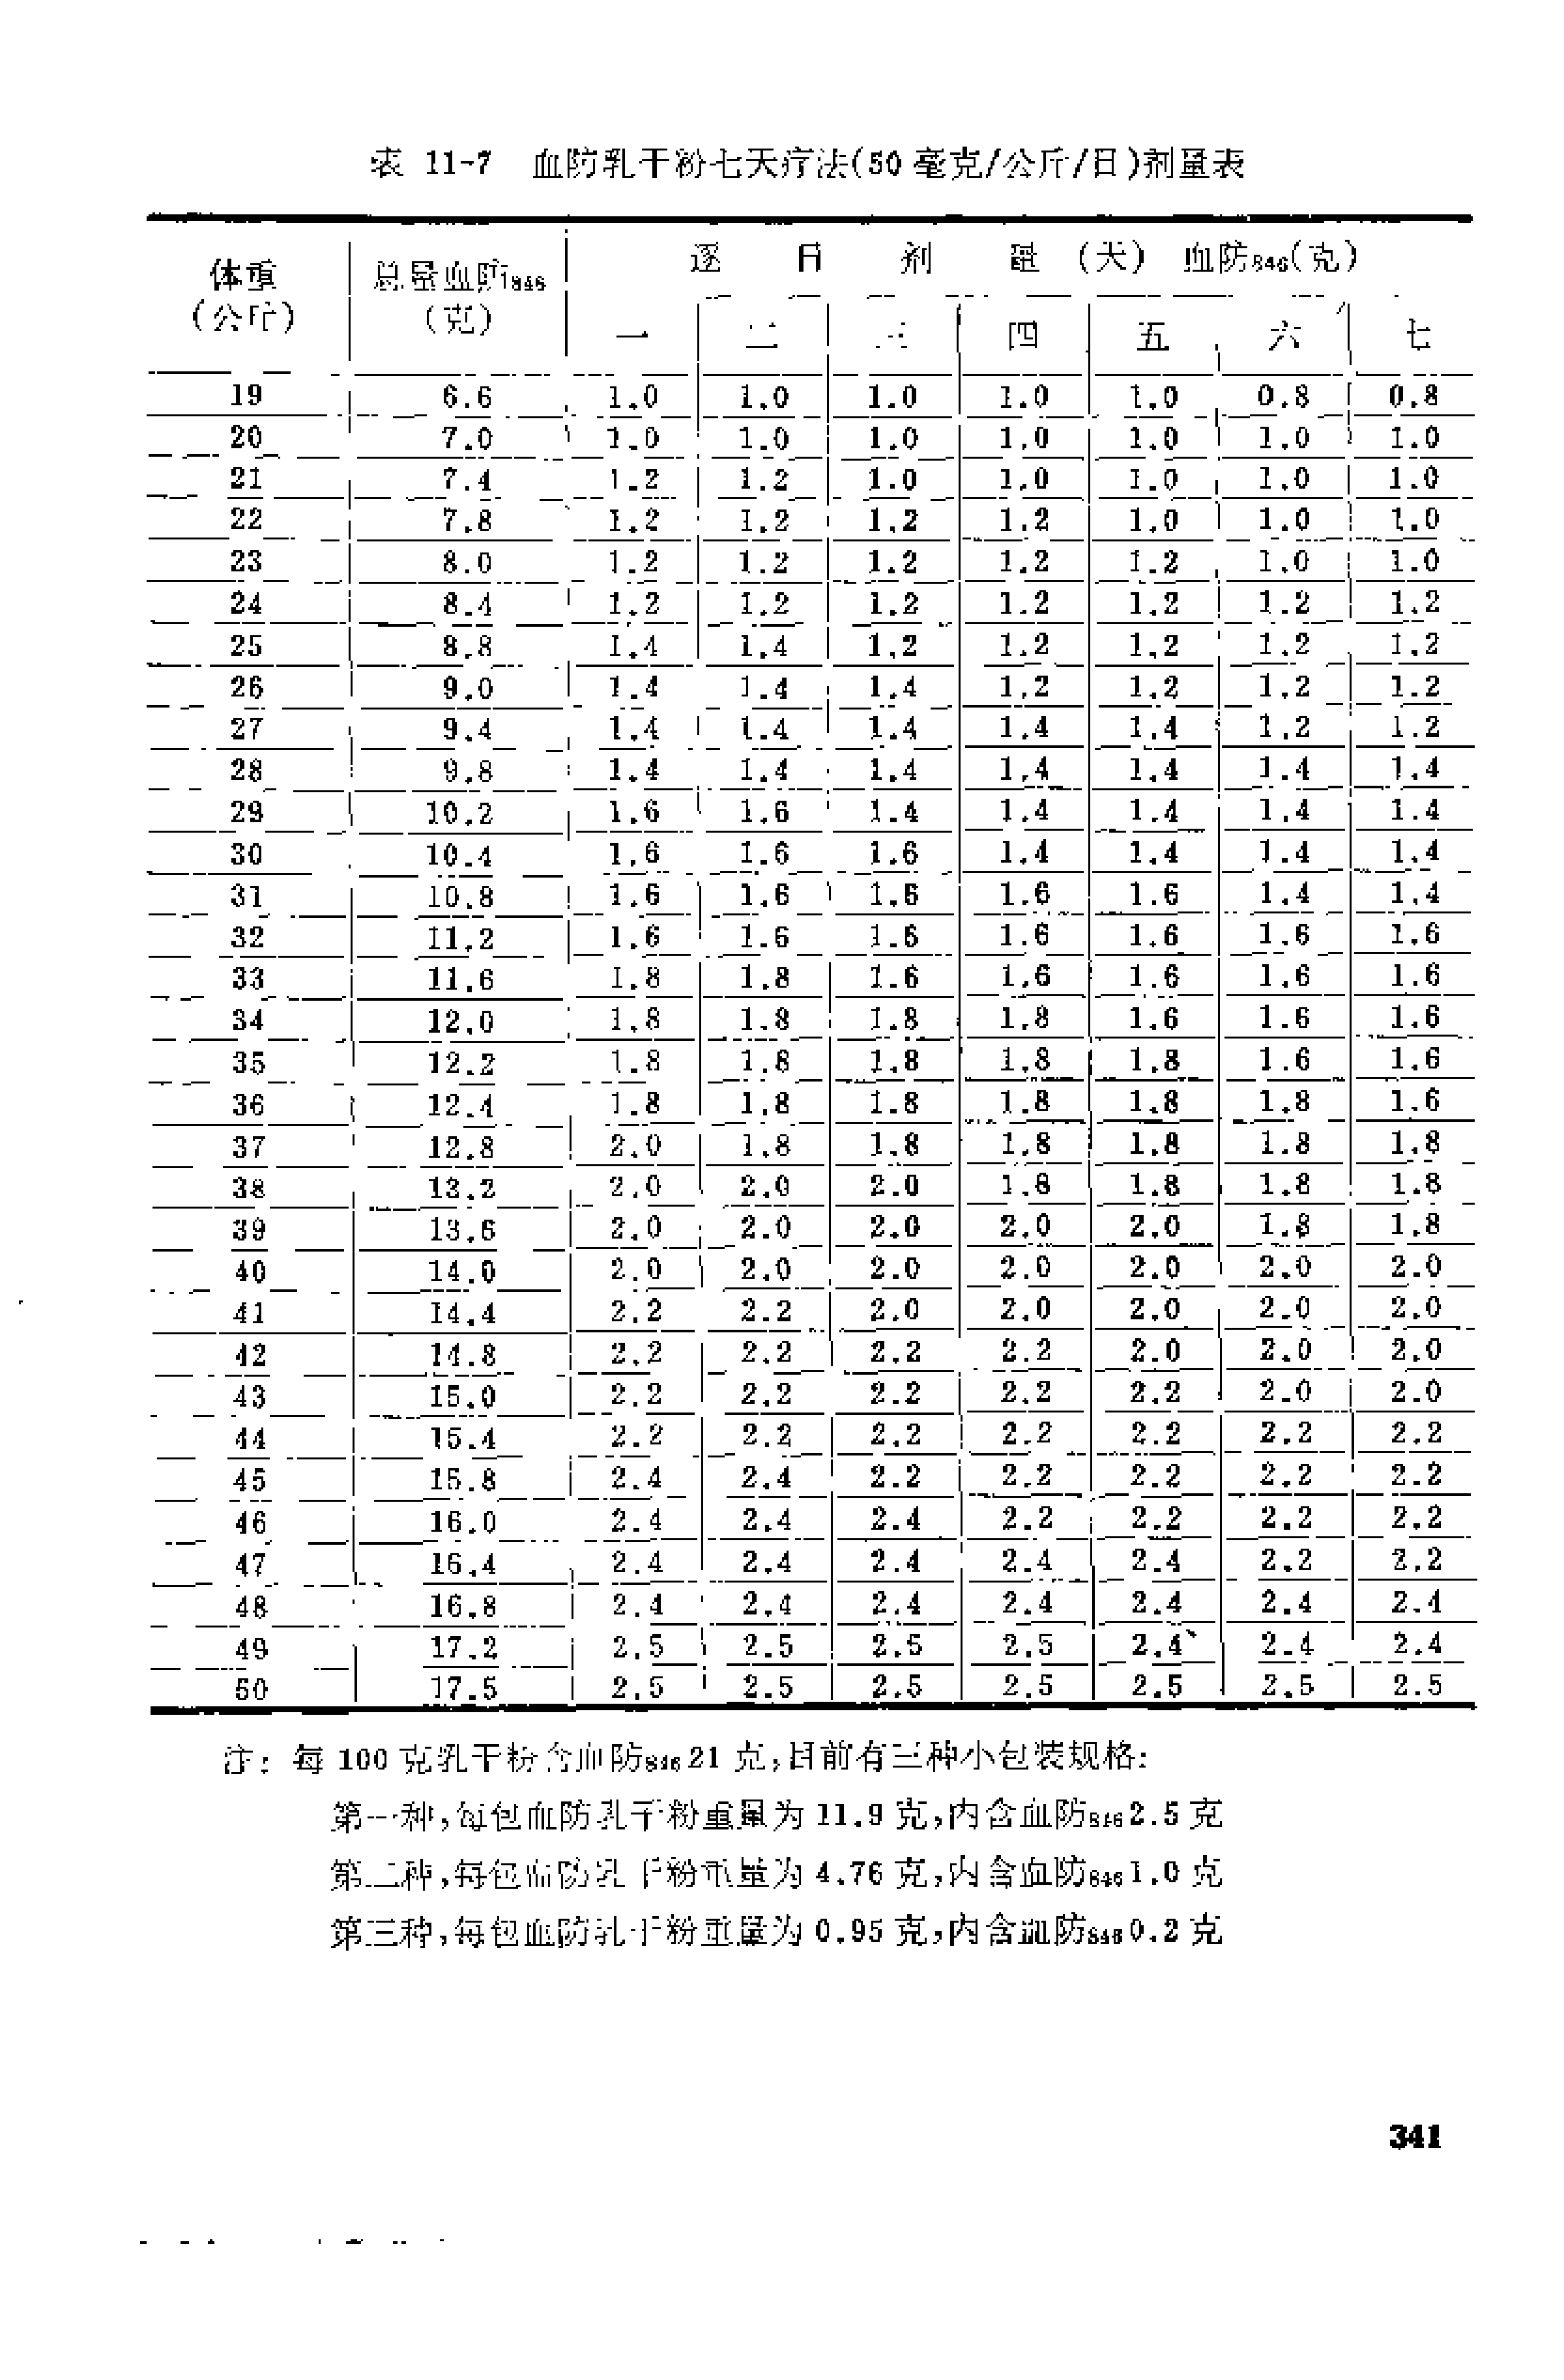 表 11-7 血防乳干粉七天疗法(50毫克/公斤/日)剂量表
体重 总量血防846 逐日剂量(天) 血防846(克)
(公斤) (克) 一 二 三 四 五 六 七
19 6.6 1.0 1.0 1.0 1.0 1.0 0.8 0.8
20 7.0 1.0 1.0 1.0 1.0 1.0 1.0 1.0
21 7.4 1.2 1.2 1.0 1.0 1.0 1.0 1.0
22 7.8 1.2 1.2 1.2 1.2 1.0 1.0 1.0
23 8.0 1.2 1.2 1.2 1.2 1.2 1.0 1.0
24 8.4 1.2 1.2 1.2 1.2 1.2 1.2 1.2
25 8.8 1.4 1.4 1.2 1.2 1.2 1.2 1.2
26 9.0 1.4 1.4 1.4 1.2 1.2 1.2 1.2
27 9.4 1.4 1.4 1.4 1.4 1.4 1.2 1.2
28 9.8 1.4 1.4 1.4 1.4 1.4 1.4 1.4
29 10.2 1.6 1.6 1.4 1.4 1.4 1.4 1.4
30 10.4 1.6 1.6 1.6 1.4 1.4 1.4 1.4
31 10.8 1.6 1.6 1.6 1.6 1.6 1.4 1.4
32 11.2 1.6 1.6 1.6 1.6 1.6 1.6 1.6
33 11.6 1.8 1.8 1.6 1.6 1.6 1.6 1.6
34 12.0 1.8 1.8 1.8 1.8 1.6 1.6 1.6
35 12.2 1.8 1.8 1.8 1.8 1.8 1.6 1.6
36 12.4 1.8 1.8 1.8 1.8 1.8 1.8 1.6
37 12.8 2.0 1.8 1.8 1.8 1.8 1.8 1.8
38 13.2 2.0 2.0 2.0 1.8 1.8 1.8 1.8
39 13.6 2.0 2.0 2.0 2.0 2.0 1.8 1.8
40 14.0 2.0 2.0 2.0 2.0 2.0 2.0 2.0
41 14.4 2.2 2.2 2.0 2.0 2.0 2.0 2.0
42 14.8 2.2 2.2 2.2 2.2 2.0 2.0 2.0
43 15.0 2.2 2.2 2.2 2.2 2.2 2.0 2.0
44 15.4 2.2 2.2 2.2 2.2 2.2 2.2 2.2
45 15.8 2.4 2.4 2.2 2.2 2.2 2.2 2.2
46 16.0 2.4 2.4 2.4 2.2 2.2 2.2 2.2
47 16.4 2.4 2.4 2.4 2.4 2.4 2.2 2.2
48 16.8 2.4 2.4 2.4 2.4 2.4 2.4 2.4
49 17.2 2.5 2.5 2.5 2.5 2.4 2.4 2.4
50 17.5 2.5 2.5 2.5 2.5 2.5 2.5 2.5
注：每100克乳干粉含血防846 21克,目前有三种小包装规格:
第一种,每包血防乳干粉重量为11.9克,内含血防846 2.5克
第二种,每包血防乳干粉重量为4.76克,内含血防846 1.0克
第三种,每包血防乳干粉重量为0.95克,内含血防846 0.2克
341